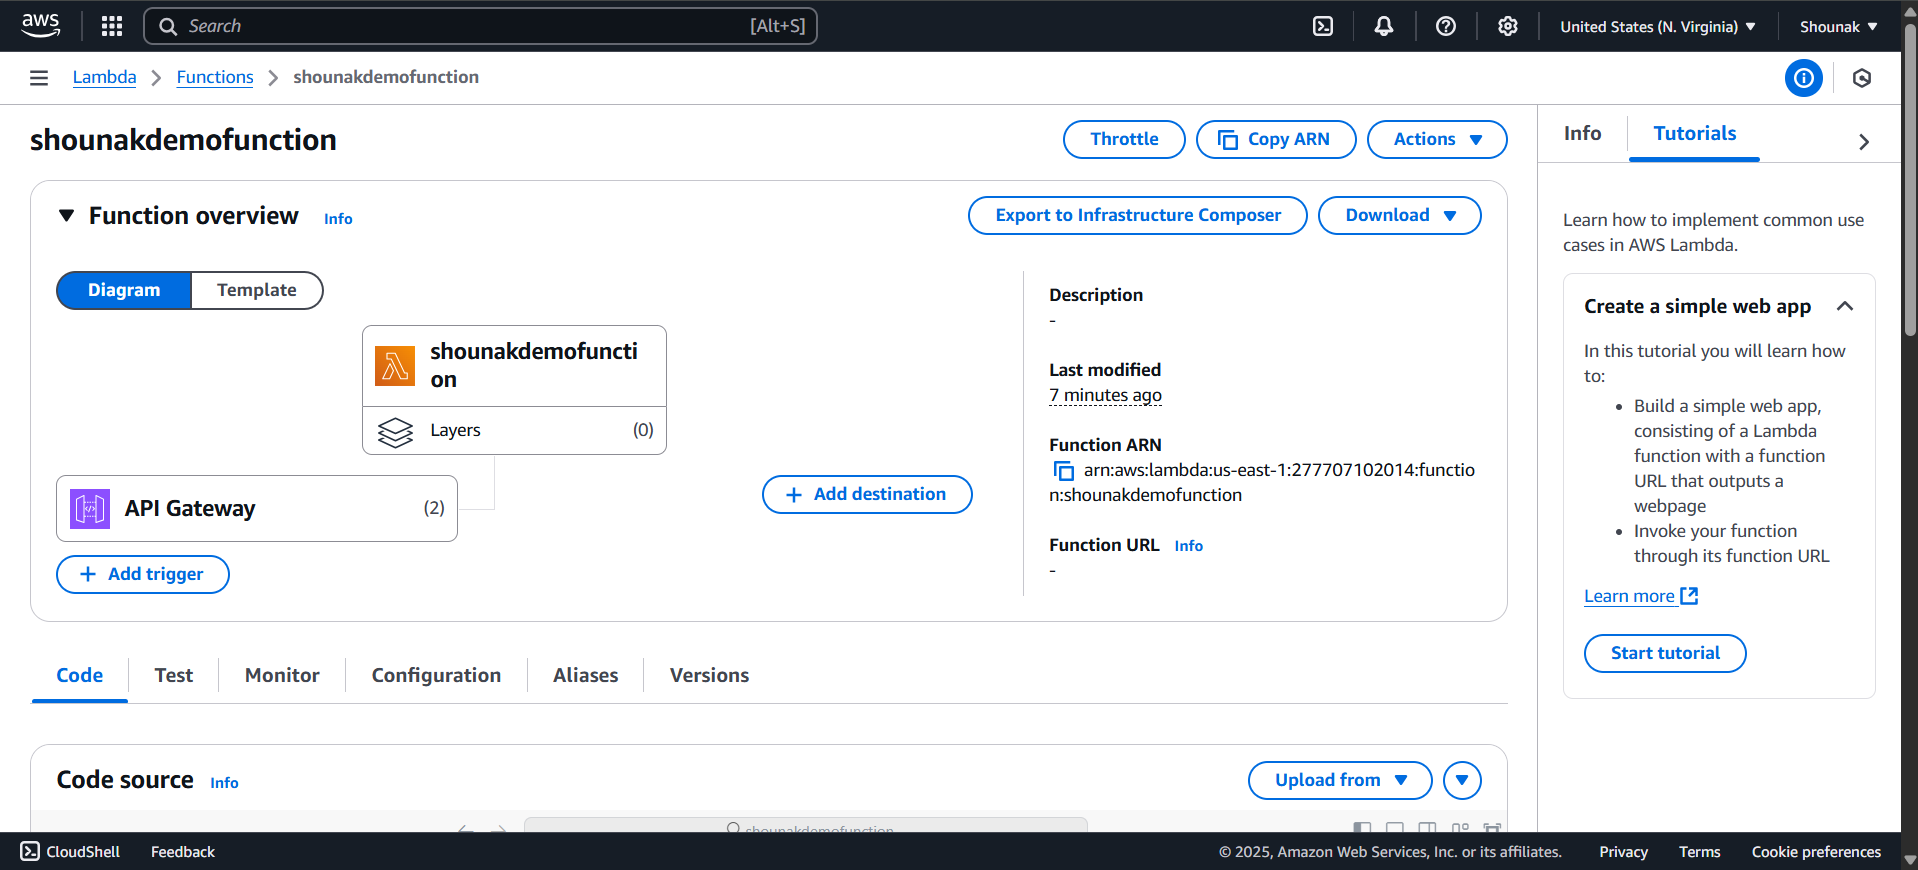 aws
Search [Alt+S]
United States (N. Virginia)
Shounak
Lambda
Functions
shounakdemofunction
shounakdemofunction
Throttle
Copy ARN
Actions
Info
Tutorials
Function overview Info
Export to Infrastructure Composer
Download
Diagram
Template
shounakdemofuncti
on
Layers (0)
API Gateway (2)
Add trigger
Add destination
Description
-
Last modified
7 minutes ago
Function ARN
arn:aws:lambda:us-east-1:277707102014:functio
n:shounakdemofunction
Function URL Info
-
Learn how to implement common use
cases in AWS Lambda.
Create a simple web app
In this tutorial you will learn how
to:
• Build a simple web app,
consisting of a Lambda
function with a function
URL that outputs a
webpage
• Invoke your function
through its function URL
Learn more
Start tutorial
Code
Test
Monitor
Configuration
Aliases
Versions
Code source Info
Upload from
shounakdemofunction
CloudShell
Feedback
© 2025, Amazon Web Services, Inc. or its affiliates.
Privacy
Terms
Cookie preferences